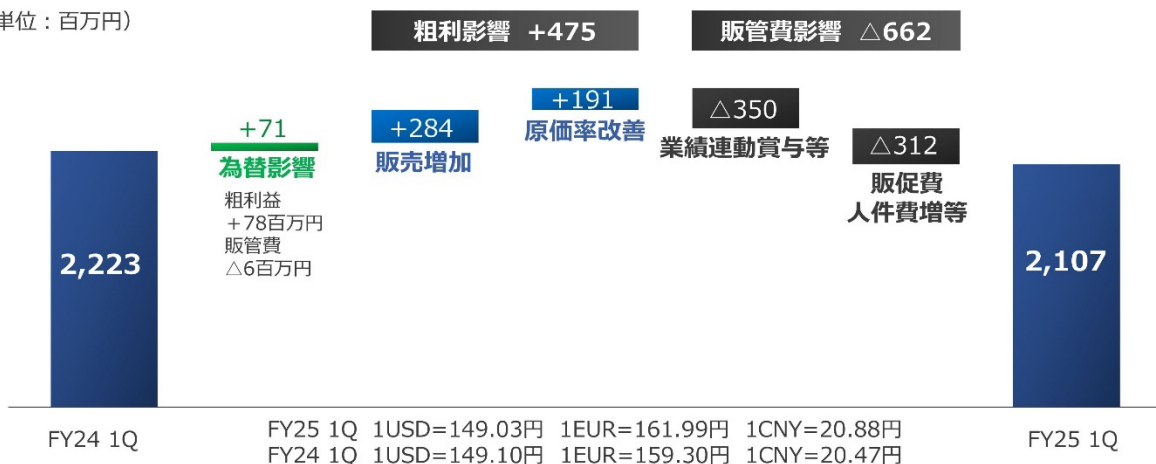 単位：百万円）
粗利影響 +475
販管費影響 △662
+71
為替影響
粗利益
＋78百万円
販管費
△6百万円
+284
販売増加
+191
原価率改善
△350
業績連動賞与等
△312
販促費
人件費増等
2,223
2,107
FY24 1Q
FY25 1Q 1USD=149.03円 1EUR=161.99円 1CNY=20.88円
FY24 1Q 1USD=149.10円 1EUR=159.30円 1CNY=20.47円
FY25 1Q